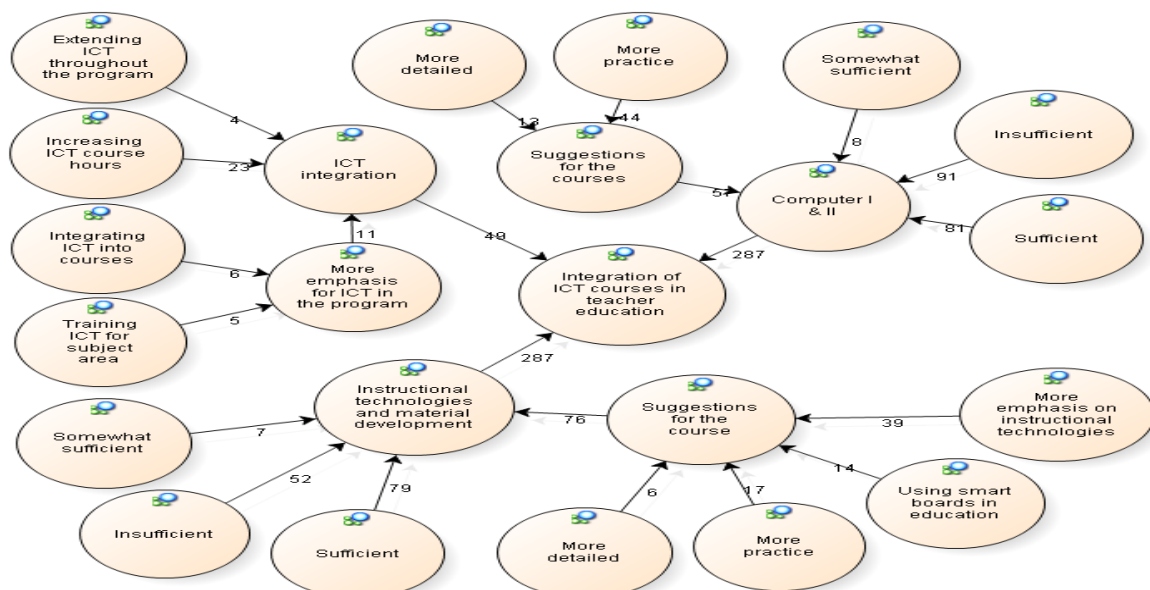 Extending
ICT
throughout
the program
More
detailed
More
practice
Somewhat
sufficient
4
13
44
8
Increasing
ICT course
hours
23
ICT
integration
Suggestions
for the
courses
57
Insufficient
91
Computer I
& II
81
Sufficient
Integrating
ICT into
courses
6
11
More
emphasis
for ICT in
the program
49
287
Integration of
ICT courses in
teacher
education
Training
ICT for
subject
area
5
287
Instructional
technologies
and material
development
76
Suggestions
for the
course
39
More
emphasis on
instructional
technologies
Somewhat
sufficient
7
52
79
6
17
14
Using smart
boards in
education
Insufficient
Sufficient
More
detailed
More
practice